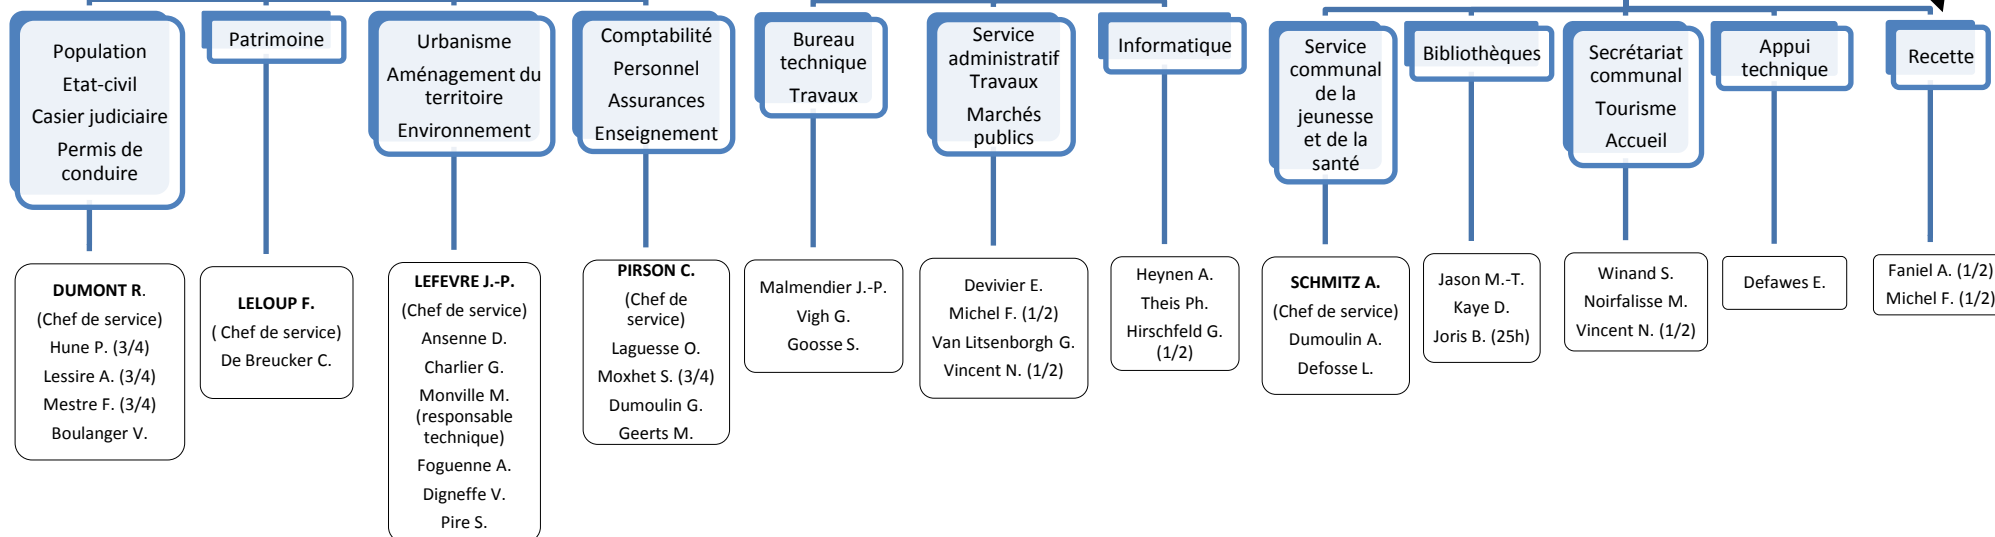 Population
Etat-civil
Casier judiciaire
Permis de
conduire
Patrimoine
Urbanisme
Aménagement du
territoire
Environnement
Comptabilité
Personnel
Assurances
Enseignement
Bureau
technique
Travaux
Service
administratif
Travaux
Marchés
publics
Informatique
Service
communal
de la
jeunesse
et de la
santé
Bibliothèques
Secrétariat
communal
Tourisme
Accueil
Appui
technique
Recette
DUMONT R.
(Chef de service)
Hune P. (3/4)
Lessire A. (3/4)
Mestre F. (3/4)
Boulanger V.
LELOUP F.
( Chef de service)
De Breucker C.
LEFEVRE J.-P.
(Chef de service)
Ansenne D.
Charlier G.
Monville M.
(responsable
technique)
Foguenne A.
Digneffe V.
Pire S.
PIRSON C.
(Chef de
service)
Laguesse O.
Moxhet S. (3/4)
Dumoulin G.
Geerts M.
Malmendier J.-P.
Vigh G.
Goosse S.
Devivier E.
Michel F. (1/2)
Van Litsenborgh G.
Vincent N. (1/2)
Heynen A.
Theis Ph.
Hirschfeld G.
(1/2)
SCHMITZ A.
(Chef de service)
Dumoulin A.
Defosse L.
Jason M.-T.
Kaye D.
Joris B. (25h)
Winand S.
Noirfalisse M.
Vincent N. (1/2)
Defawes E.
Faniel A. (1/2)
Michel F. (1/2)